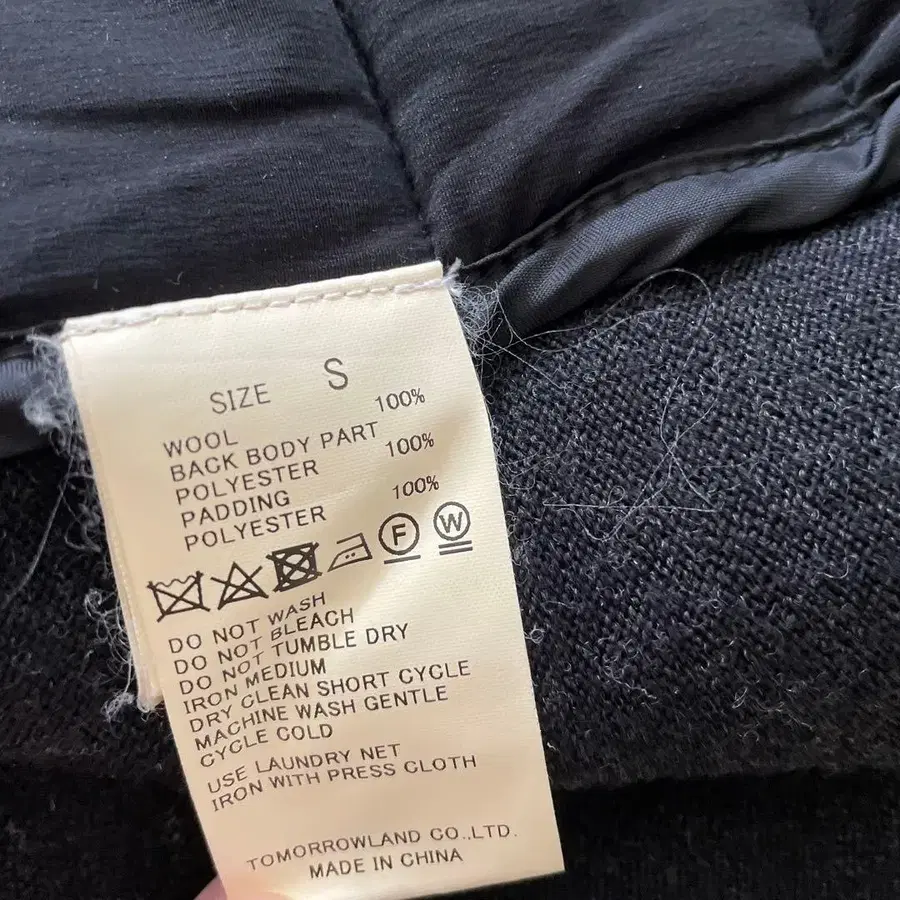 SIZE S
WOOL 100%
BACK BODY PART
POLYESTER 100%
PADDING
POLYESTER 100%
F W
DO NOT WASH
DO NOT BLEACH
DO NOT TUMBLE DRY
IRON MEDIUM
DRY CLEAN SHORT CYCLE
MACHINE WASH GENTLE
CYCLE COLD
USE LAUNDRY NET
IRON WITH PRESS CLOTH
TOMORROWLAND CO.,LTD.
MADE IN CHINA